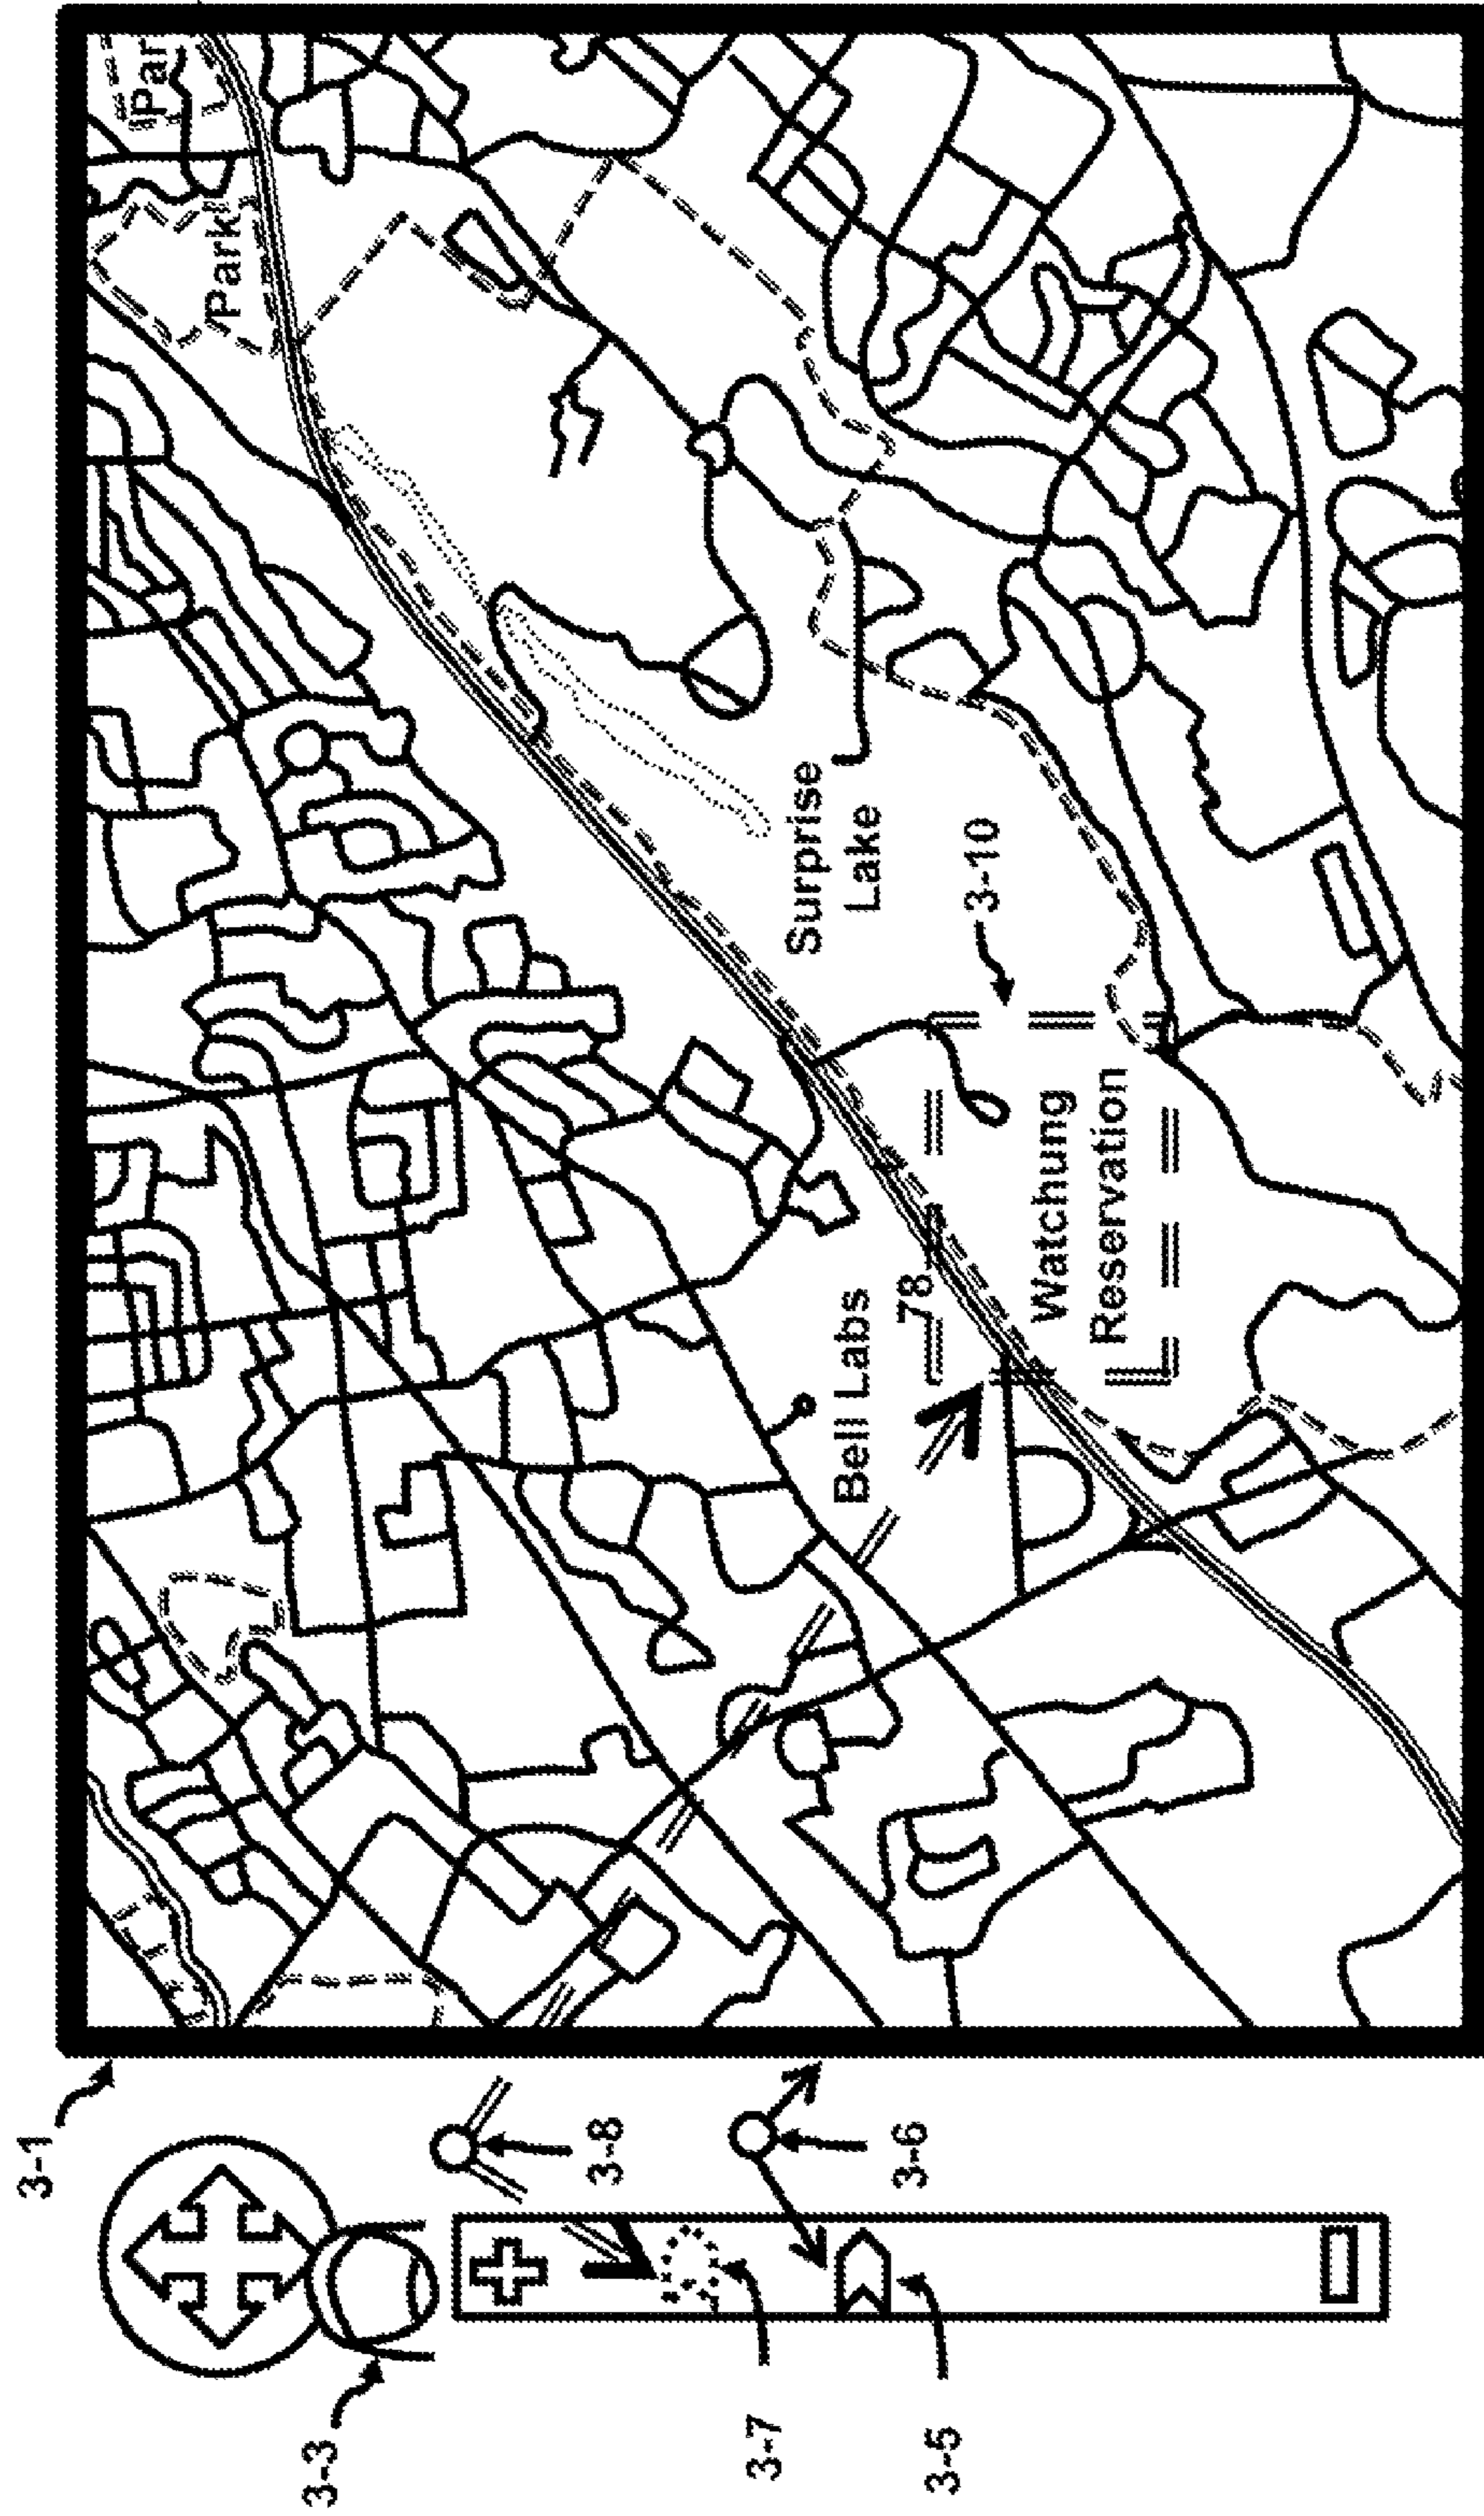 3-1
3-3
3-8
3-7
3-6
3-5
Park
Par
Surprise
Lake
Bell Labs
78
3-10
Watchung
Reservation